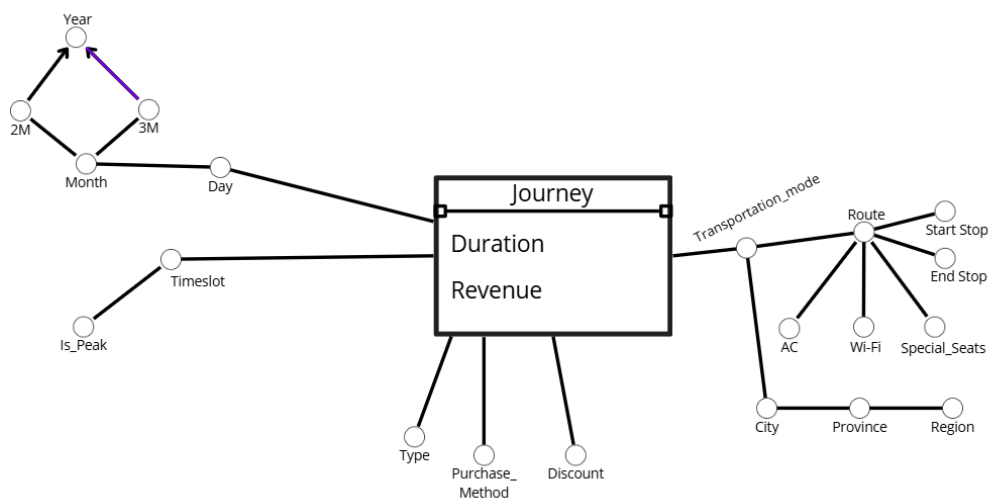 Year
2M
3M
Month
Day
Journey
Duration
Revenue
Transportation_mode
Route
Start Stop
End Stop
Timeslot
Is_Peak
AC
Wi-Fi
Special_Seats
City
Province
Region
Type
Purchase_
Method
Discount